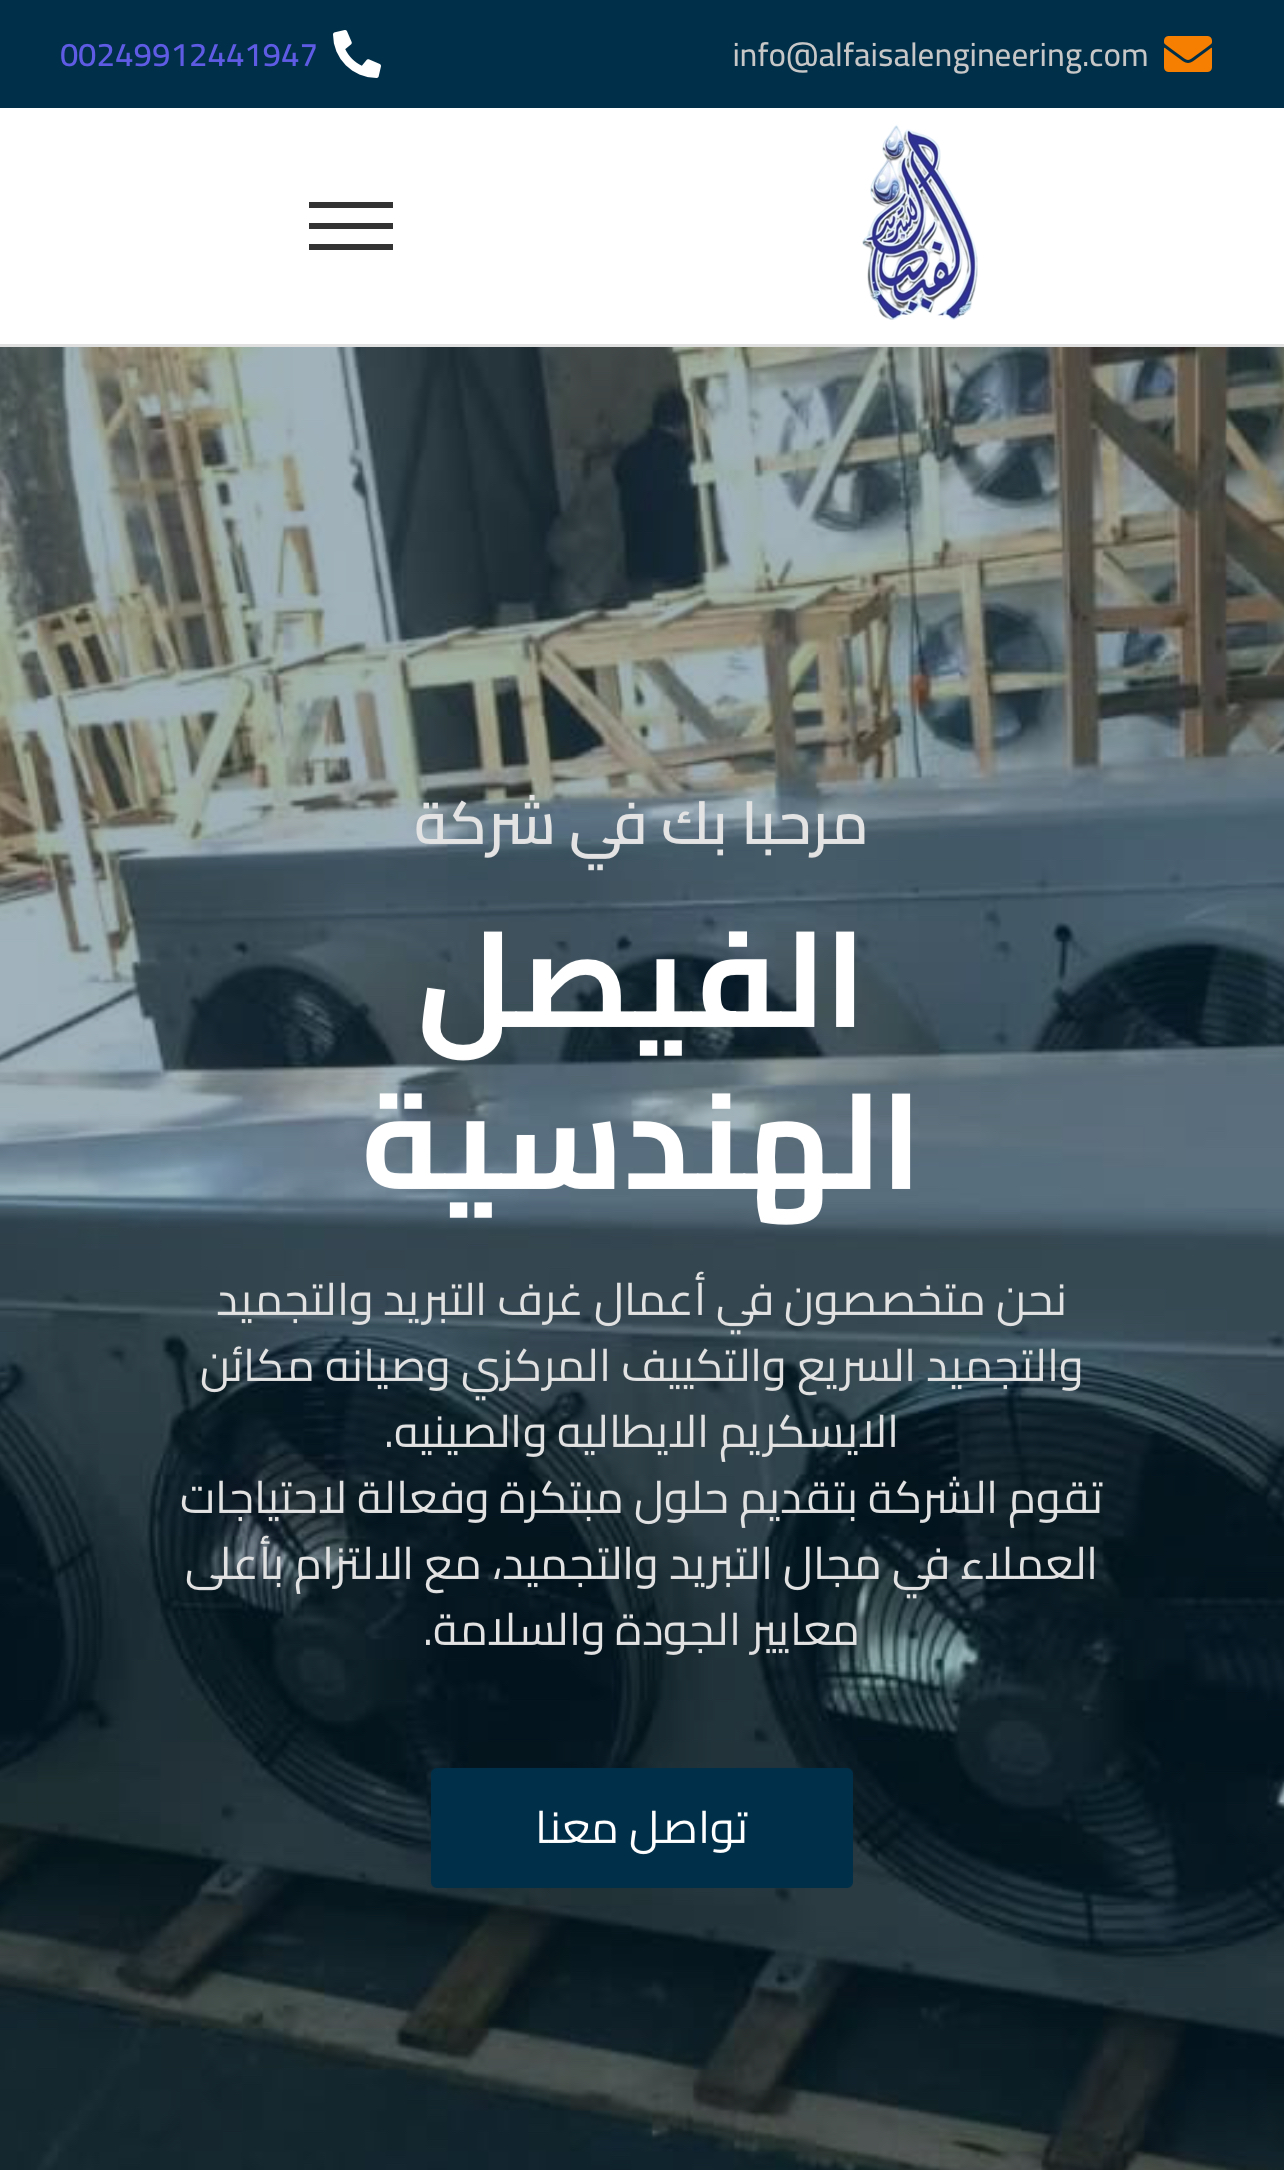 info@alfaisalengineering.com
00249912441947
الفيصل
للتبريد
مرحبا بك في شركة
الفيصل
الهندسية
نحن متخصصون في أعمال غرف التبريد والتجميد
والتجميد السريع والتكييف المركزي وصيانه مكائن
الايسكريم الايطاليه والصينيه.
تقوم الشركة بتقديم حلول مبتكرة وفعالة لاحتياجات
العملاء في مجال التبريد والتجميد، مع الالتزام بأعلى
معايير الجودة والسلامة.
تواصل معنا